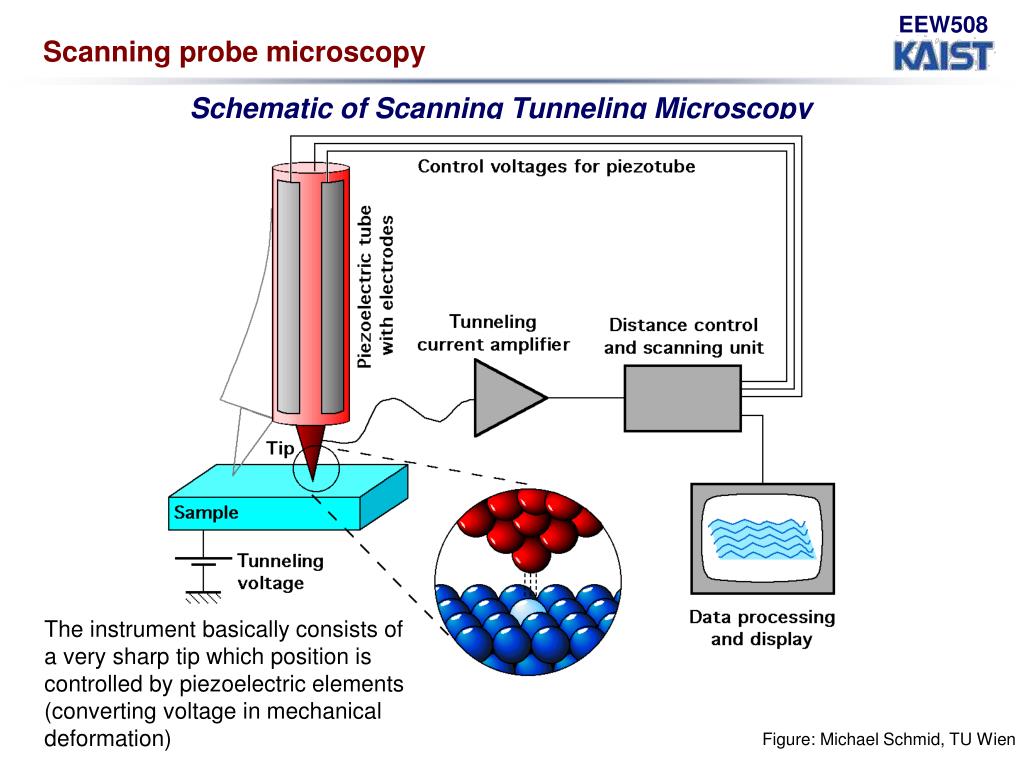 EEW508
KAIST
Scanning probe microscopy
Schematic of Scanning Tunneling Microscopy
Control voltages for piezotube
Piezoelectric tube
with electrodes
Tunneling
current amplifier
Distance control
and scanning unit
Tip
Sample
Tunneling
voltage
Data processing
and display
The instrument basically consists of
a very sharp tip which position is
controlled by piezoelectric elements
(converting voltage in mechanical
deformation)
Figure: Michael Schmid, TU Wien